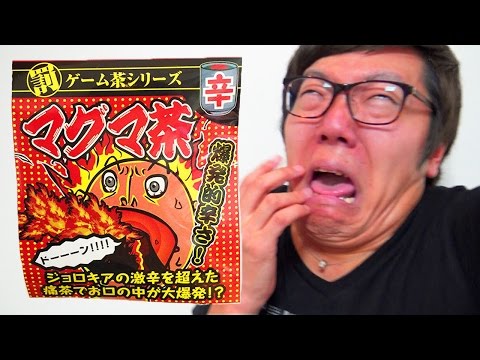 罰ゲーム茶シリーズ
辛
マグマ茶
爆発的辛さ!
ドーーーン!!!!
ジョロキアの激辛を超えた
痛茶でお口の中が大爆発!?